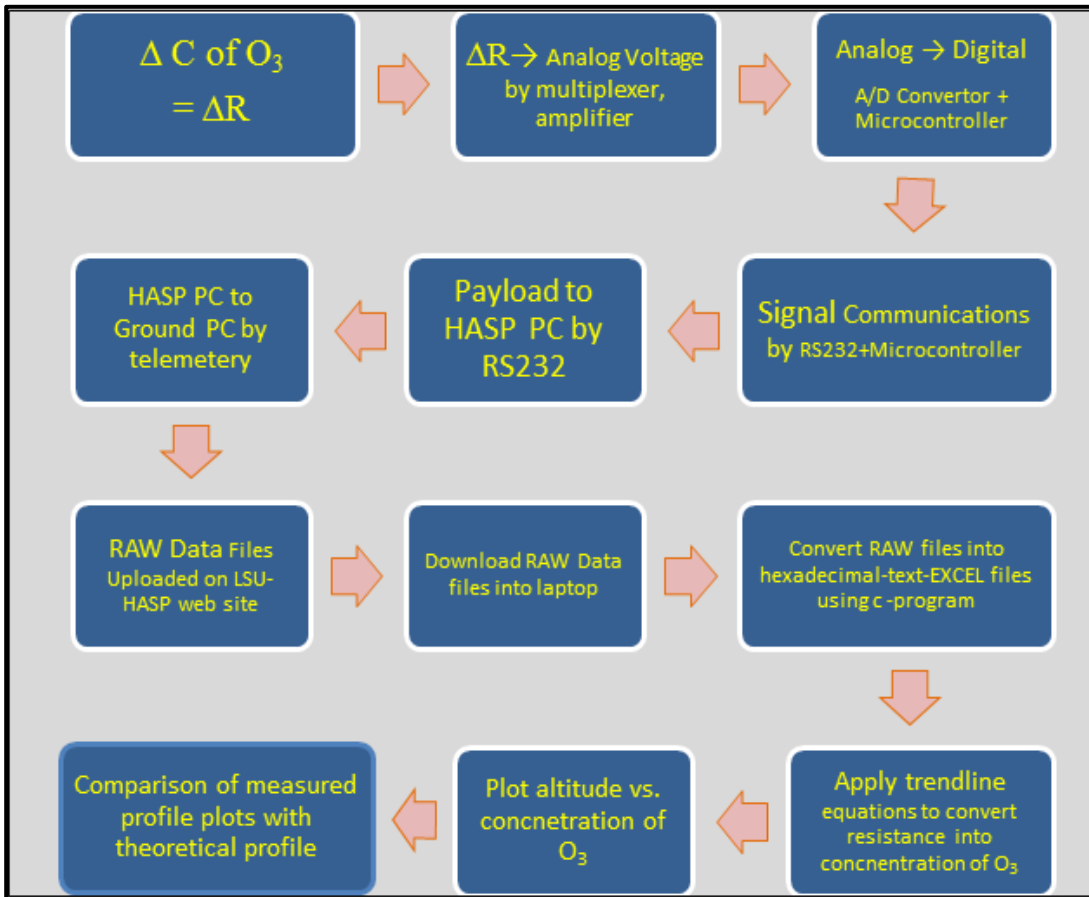 Δ C of O₃
= ΔR
ΔR→ Analog Voltage
by multiplexer,
amplifier
Analog → Digital
A/D Convertor +
Microcontroller
Signal Communications
by RS232+Microcontroller
Payload to
HASP PC by
RS232
HASP PC to
Ground PC by
telemetery
RAW Data Files
Uploaded on LSU-
HASP web site
Download RAW Data
files into laptop
Convert RAW files into
hexadecimal-text-EXCEL files
using c -program
Apply trendline
equations to convert
resistance into
concnentration of O₃
Plot altitude vs.
concnetration of
O₃
Comparison of measured
profile plots with
theoretical profile